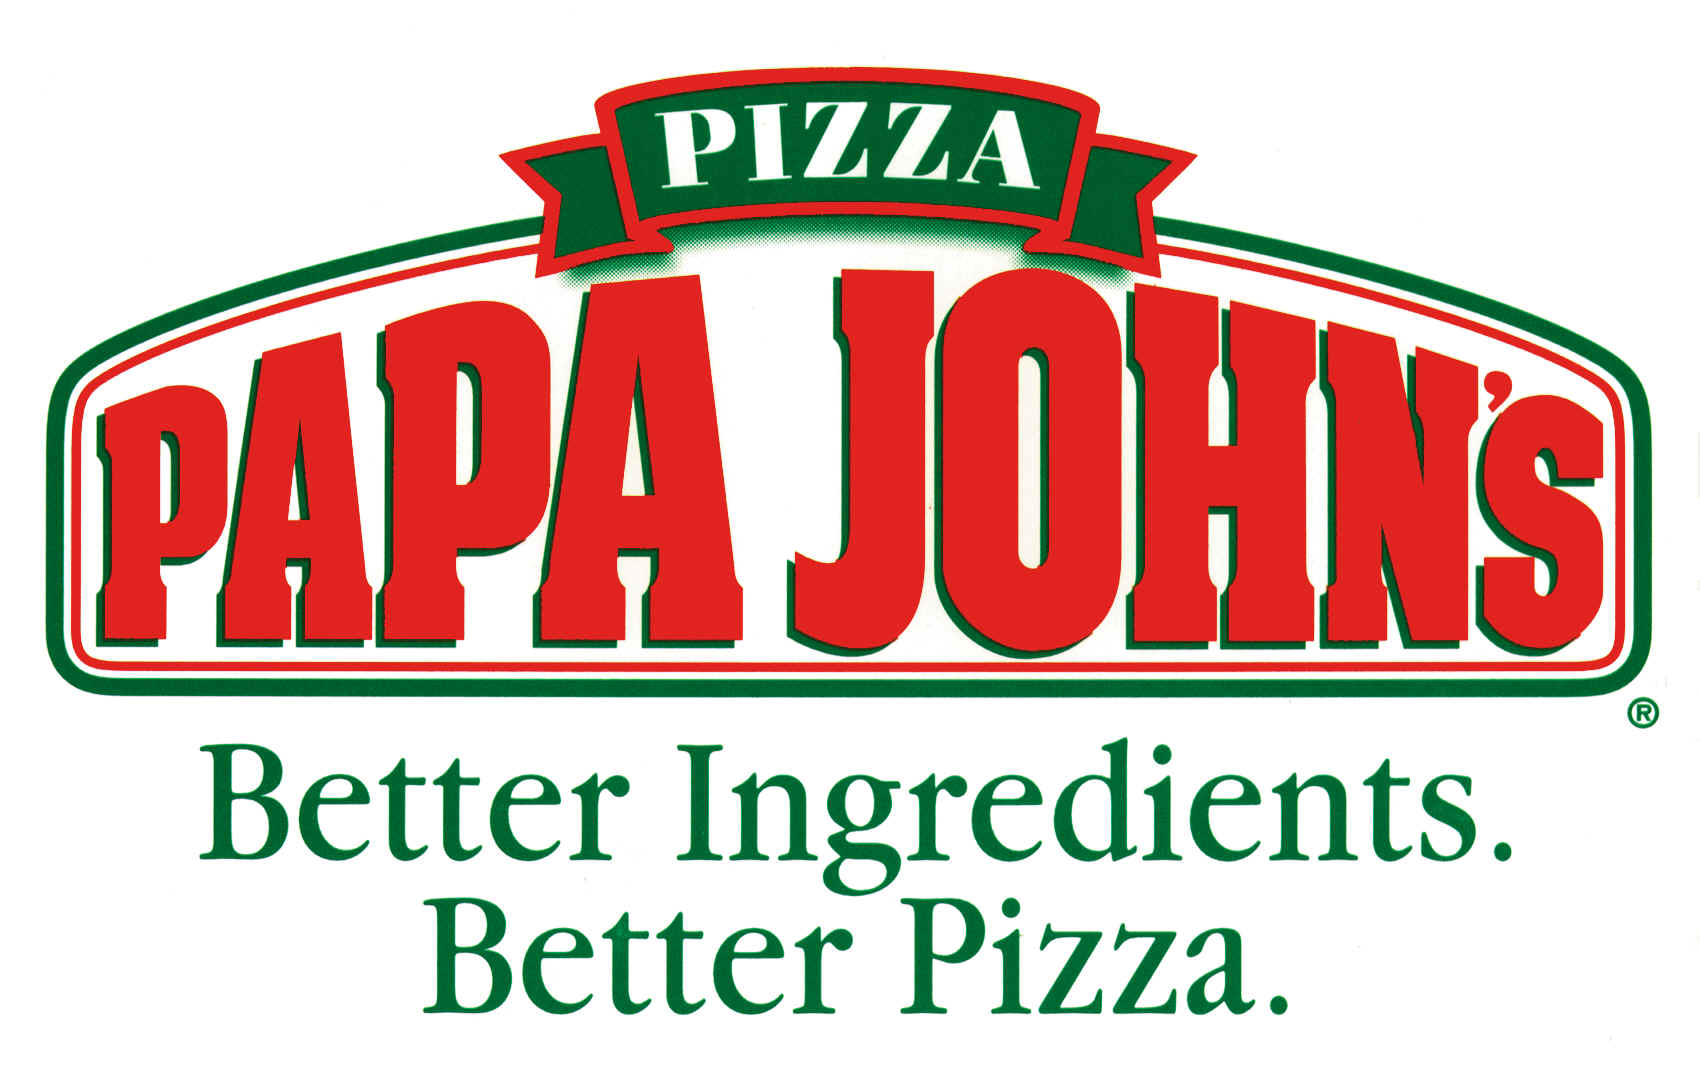 PIZZA
PAPA JOHN'S
®
Better Ingredients.
Better Pizza.